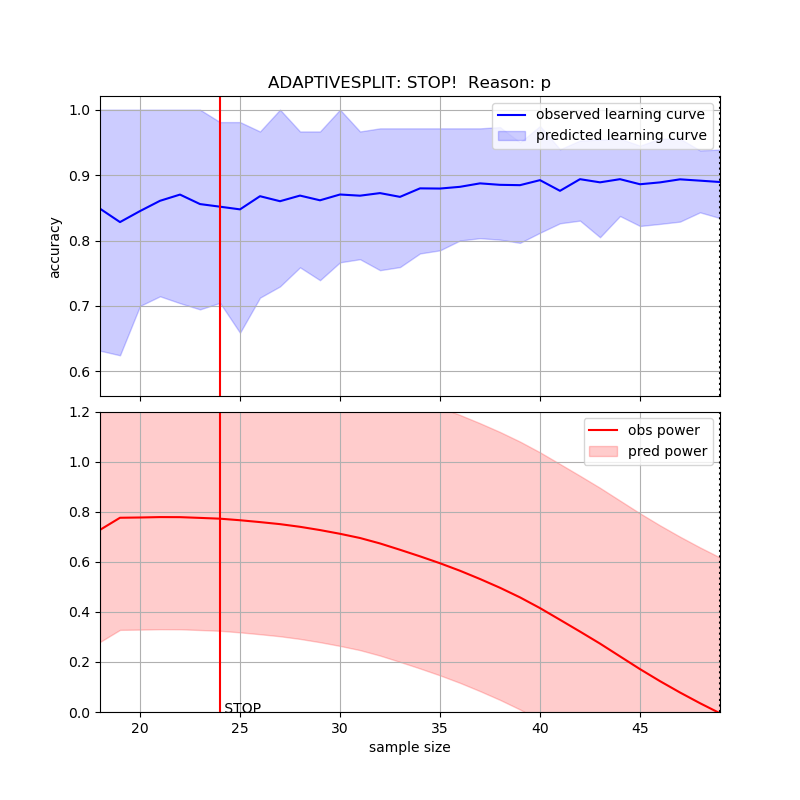 ADAPTIVESPLIT: STOP!  Reason: p
observed learning curve
predicted learning curve
1.0
0.9
0.8
0.7
0.6
accuracy
obs power
pred power
1.2
1.0
0.8
0.6
0.4
0.2
0.0
STOP
20 25 30 35 40 45
sample size